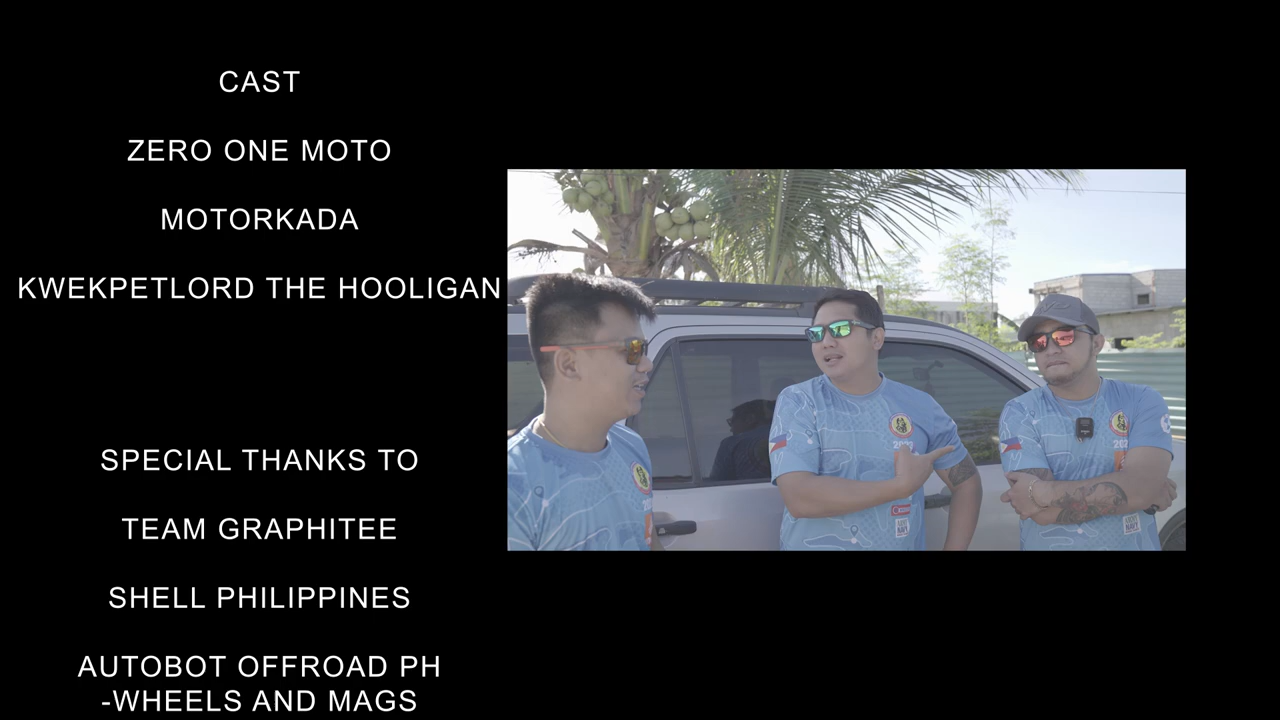 CAST
ZERO ONE MOTO
MOTORKADA
KWEKPETLORD THE HOOLIGAN
SPECIAL THANKS TO
TEAM GRAPHITEE
SHELL PHILIPPINES
AUTOBOT OFFROAD PH
-WHEELS AND MAGS